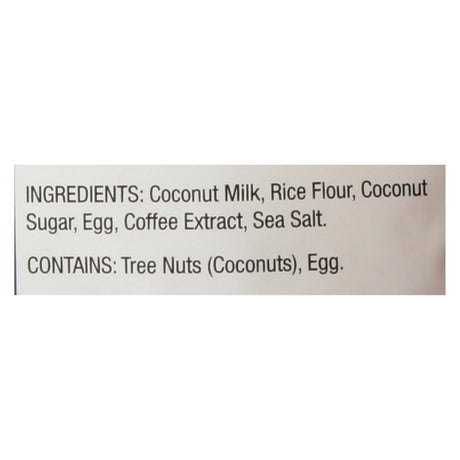 INGREDIENTS: Coconut Milk, Rice Flour, Coconut
Sugar, Egg, Coffee Extract, Sea Salt.
CONTAINS: Tree Nuts (Coconuts), Egg.